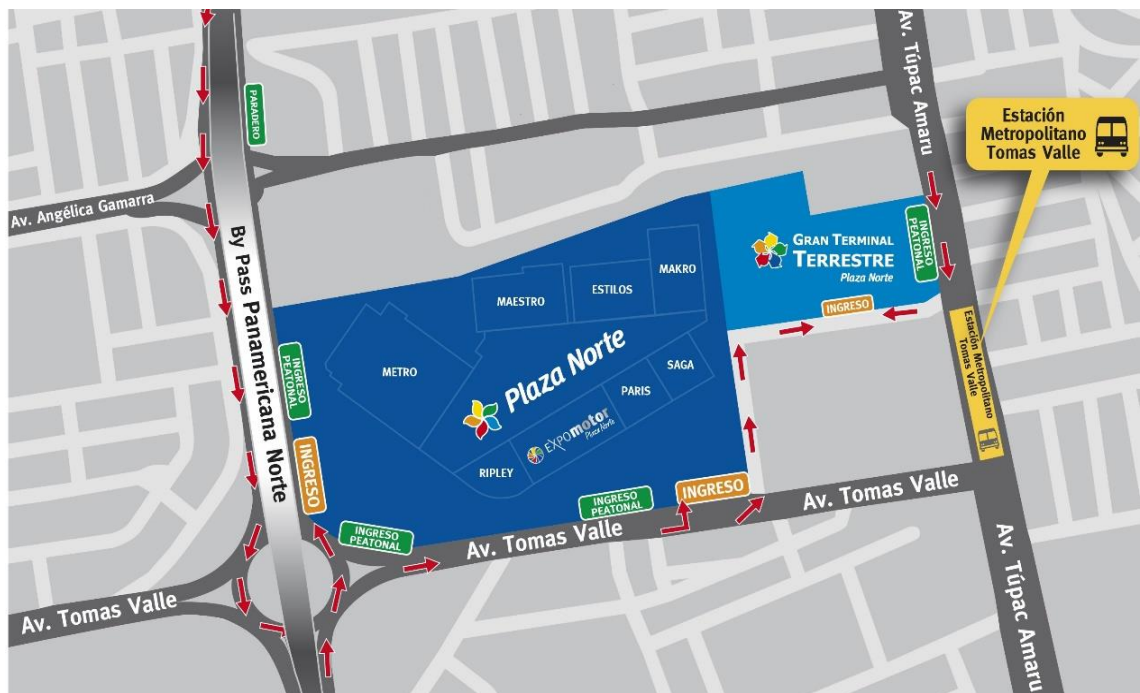 PARADERO
Av. Túpac Amaru
Estación
Metropolitano
Tomas Valle
Av. Angélica Gamarra
By Pass Panamericana Norte
MAKRO
ESTILOS
MAESTRO
METRO
Plaza Norte
SAGA
PARIS
EXPOmotor
Plaza Norte
RIPLEY
GRAN TERMINAL
TERRESTRE
Plaza Norte
INGRESO
PEATONAL
INGRESO
Estación Metropolitano
Tomas Valle
INGRESO
PEATONAL
INGRESO
INGRESO
PEATONAL
INGRESO
PEATONAL
INGRESO
Av. Tomas Valle
Av. Tomas Valle
Av. Tomas Valle
Av. Túpac Amaru